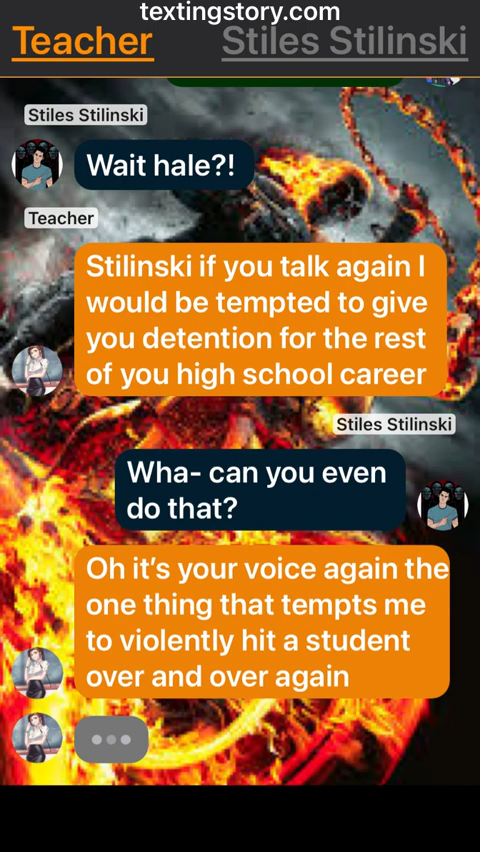 textingstory.com
Teacher
Stiles Stilinski
Stiles Stilinski
Wait hale?!
Teacher
Stilinski if you talk again I
would be tempted to give
you detention for the rest
of you high school career
Stiles Stilinski
Wha- can you even
do that?
Oh it’s your voice again the
one thing that tempts me
to violently hit a student
over and over again